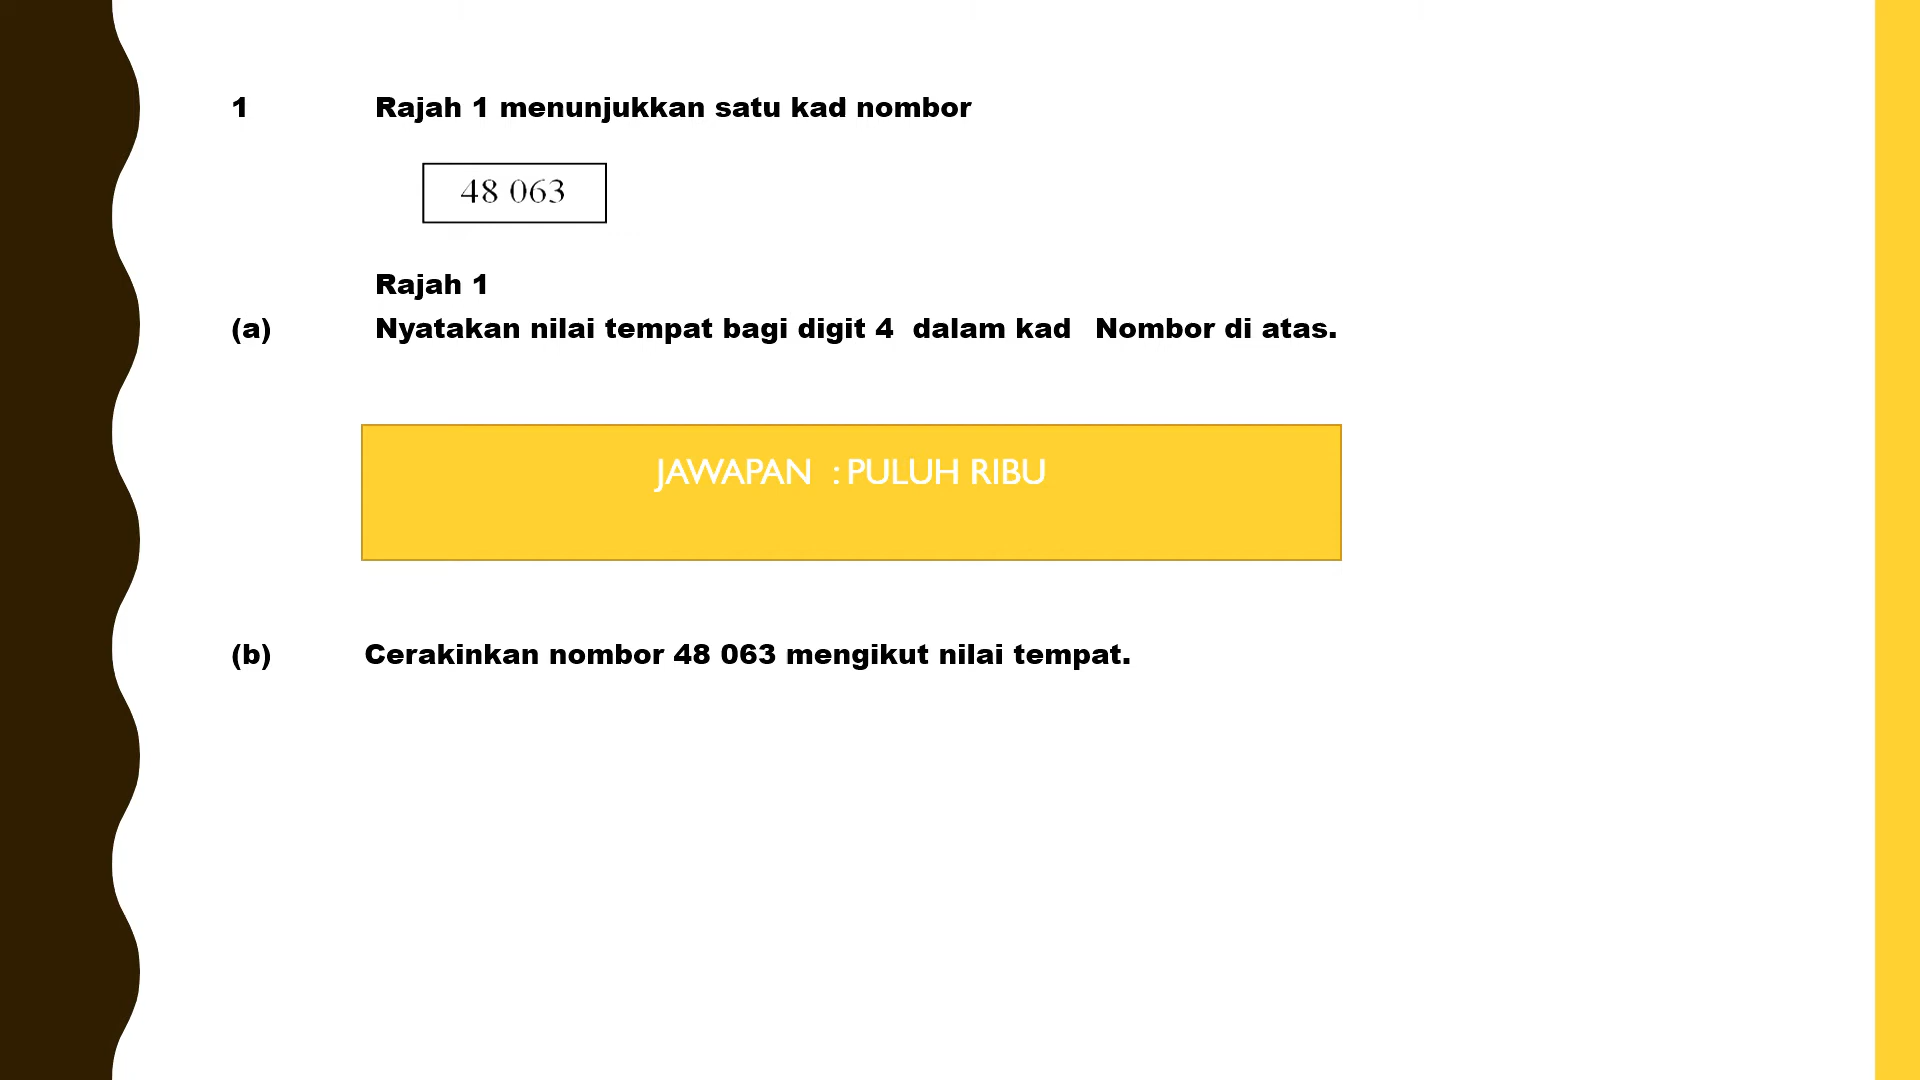 1 Rajah 1 menunjukkan satu kad nombor
48 063
Rajah 1
(a) Nyatakan nilai tempat bagi digit 4 dalam kad Nombor di atas.
JAWAPAN : PULUH RIBU
(b) Cerakinkan nombor 48 063 mengikut nilai tempat.